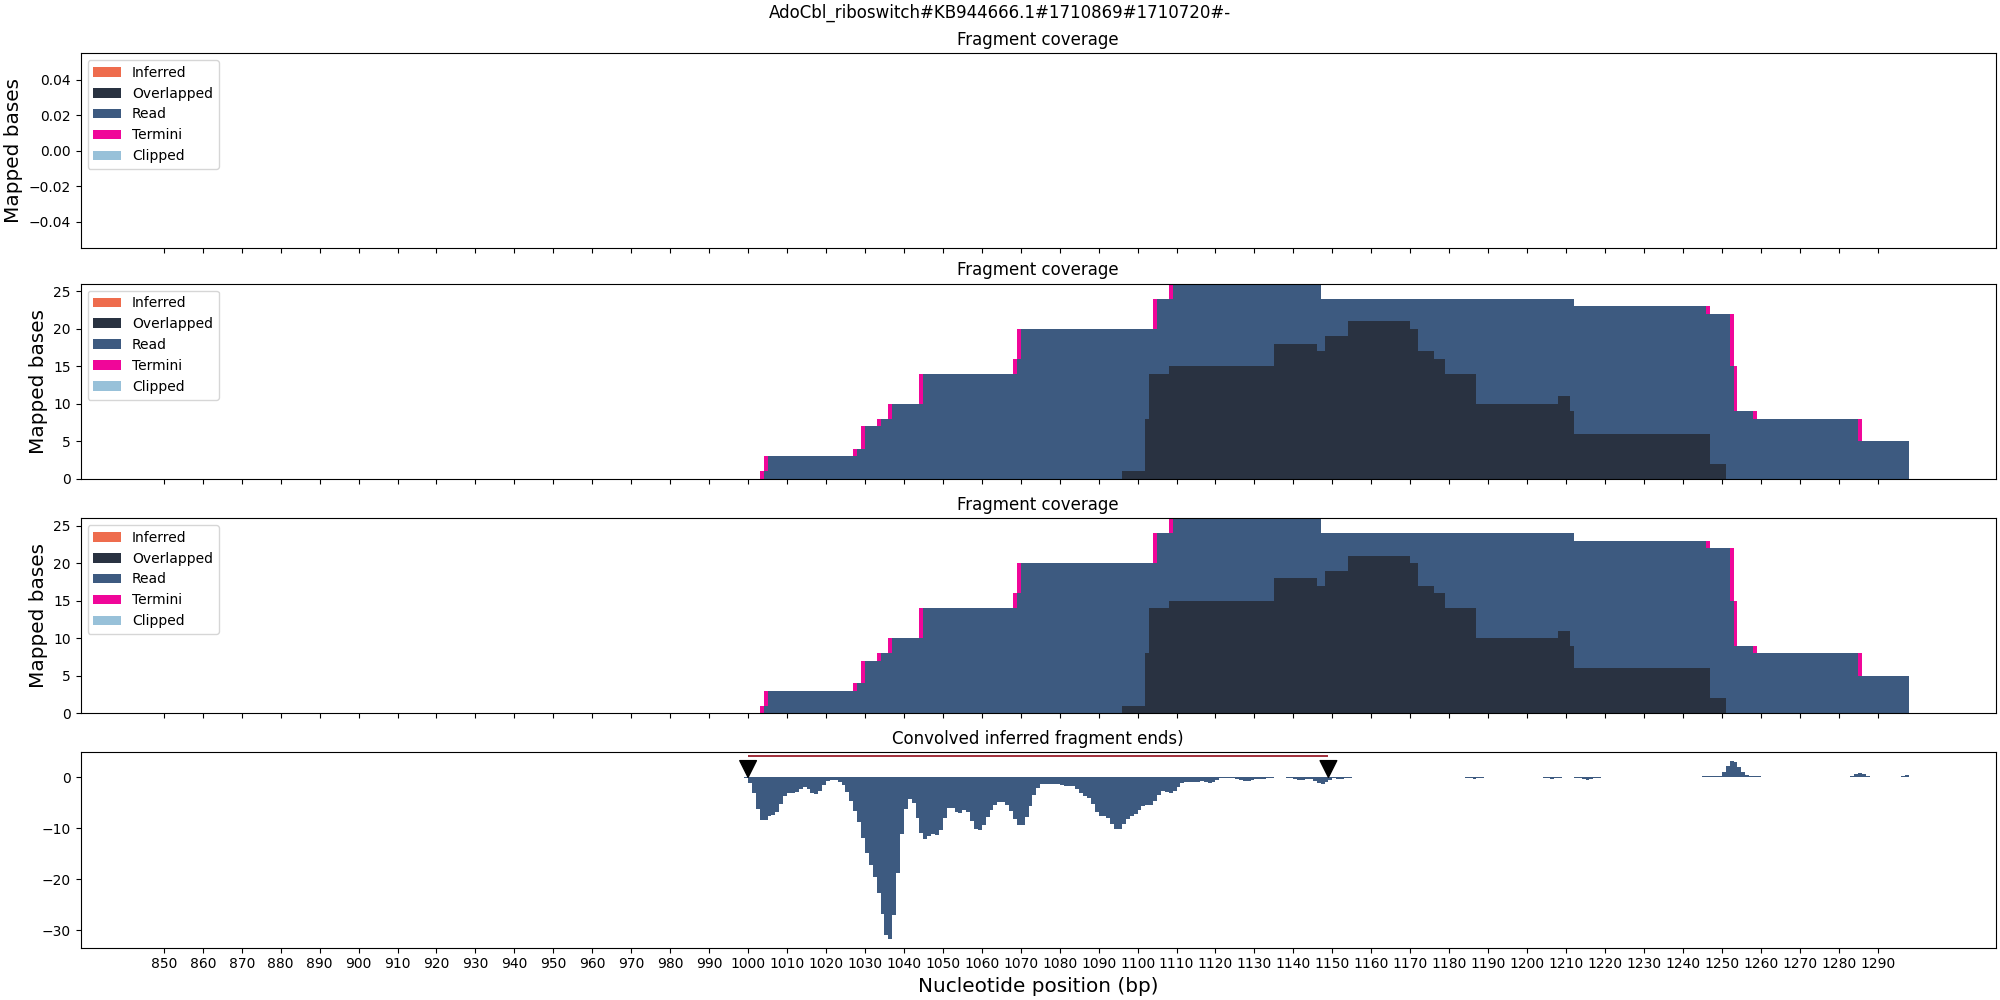 AdoCbl_riboswitch#KB944666.1#1710869#1710720#-
Fragment coverage
Mapped bases
0.04
0.02
0.00
−0.02
−0.04
Inferred
Overlapped
Read
Termini
Clipped
Fragment coverage
Mapped bases
25
20
15
10
5
0
Inferred
Overlapped
Read
Termini
Clipped
Fragment coverage
Mapped bases
25
20
15
10
5
0
Inferred
Overlapped
Read
Termini
Clipped
Convolved inferred fragment ends)
0
−10
−20
−30
850 860 870 880 890 900 910 920 930 940 950 960 970 980 990 1000 1010 1020 1030 1040 1050 1060 1070 1080 1090 1100 1110 1120 1130 1140 1150 1160 1170 1180 1190 1200 1210 1220 1230 1240 1250 1260 1270 1280 1290
Nucleotide position (bp)